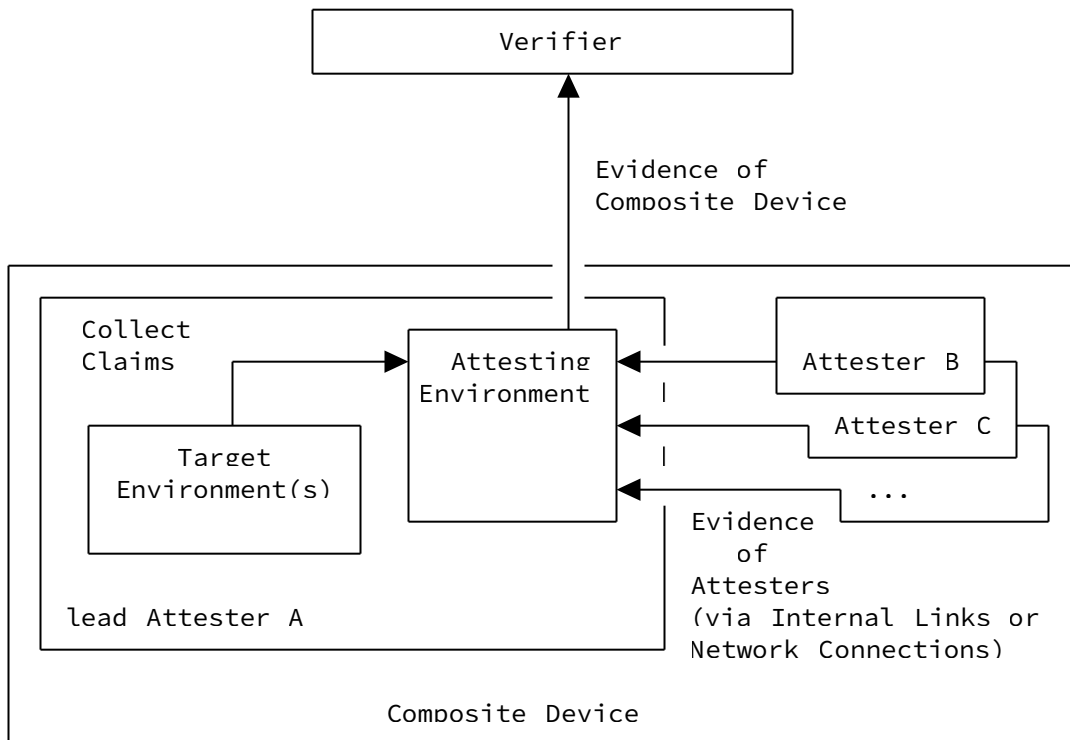 Verifier
Evidence of
Composite Device
Collect
Claims
Attesting
Environment
Attester B
Attester C
...
Target
Environment(s)
Evidence
of
Attesters
(via Internal Links or
Network Connections)
lead Attester A
Composite Device